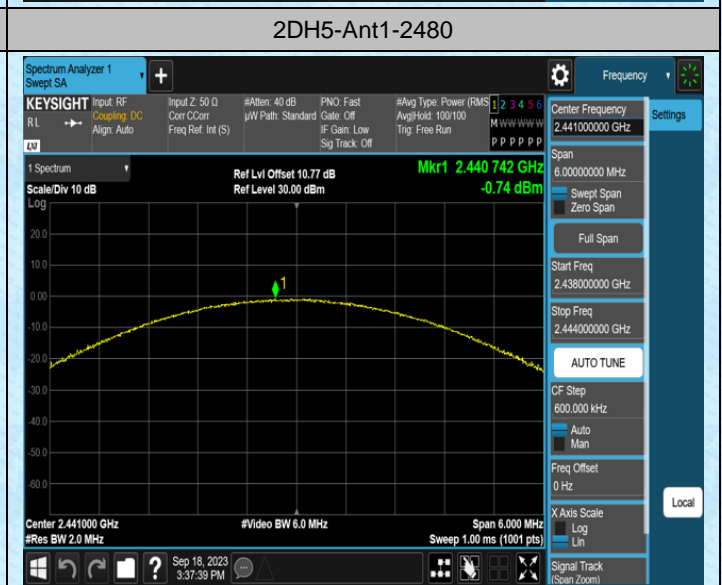 2DH5-Ant1-2480
Spectrum Analyzer 1
Swept SA
Frequency
KEYSIGHT
RL
LXI
Input: RF
Coupling: DC
Align: Auto
Input Z: 50 Ω
Corr CCorr
Freq Ref: Int (S)
#Atten: 40 dB
µW Path: Standard
PNO: Fast
Gate: Off
IF Gain: Low
Sig Track: Off
#Avg Type: Power (RMS
Avg|Hold: 100/100
Trig: Free Run
1 2 3 4 5 6
M W W W W W
P P P P P P
1 Spectrum
Scale/Div 10 dB
Log
Ref Lvl Offset 10.77 dB
Ref Level 30.00 dBm
Mkr1 2.440 742 GHz
-0.74 dBm
20.0
10.0
0.00
-10.0
-20.0
-30.0
-40.0
-50.0
-60.0
1
Center 2.441000 GHz
#Res BW 2.0 MHz
#Video BW 6.0 MHz
Span 6.000 MHz
Sweep 1.00 ms (1001 pts)
Center Frequency
2.441000000 GHz
Settings
Span
6.00000000 MHz
Swept Span
Zero Span
Full Span
Start Freq
2.438000000 GHz
Stop Freq
2.444000000 GHz
AUTO TUNE
CF Step
600.000 kHz
Auto
Man
Freq Offset
0 Hz
X Axis Scale
Log
Lin
Local
Signal Track
(Span Zoom)
?
Sep 18, 2023
3:37:39 PM